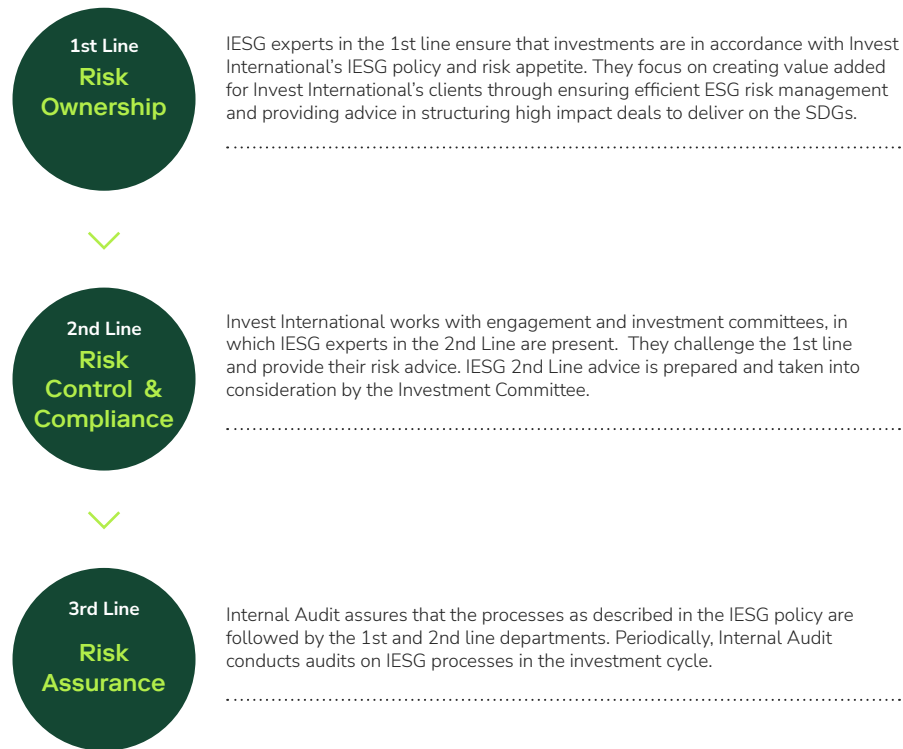 1st Line
Risk
Ownership
IESG experts in the 1st line ensure that investments are in accordance with Invest
International's IESG policy and risk appetite. They focus on creating value added
for Invest International's clients through ensuring efficient ESG risk management
and providing advice in structuring high impact deals to deliver on the SDGs.
2nd Line
Risk
Control & 
Compliance
Invest International works with engagement and investment committees, in
which IESG experts in the 2nd Line are present.  They challenge the 1st line
and provide their risk advice. IESG 2nd Line advice is prepared and taken into
consideration by the Investment Committee.
3rd Line
Risk
Assurance
Internal Audit assures that the processes as described in the IESG policy are
followed by the 1st and 2nd line departments. Periodically, Internal Audit
conducts audits on IESG processes in the investment cycle.